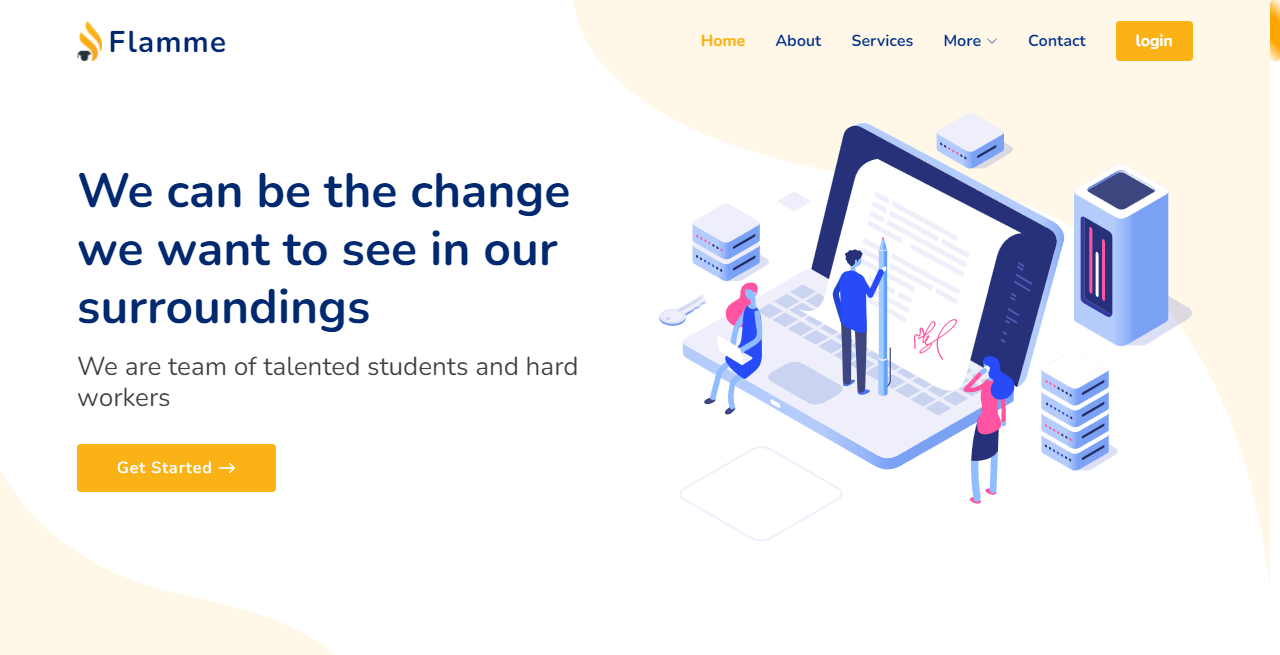 Flamme
Home
About
Services
More
Contact
login
We can be the change
we want to see in our
surroundings
We are team of talented students and hard
workers
Get Started →